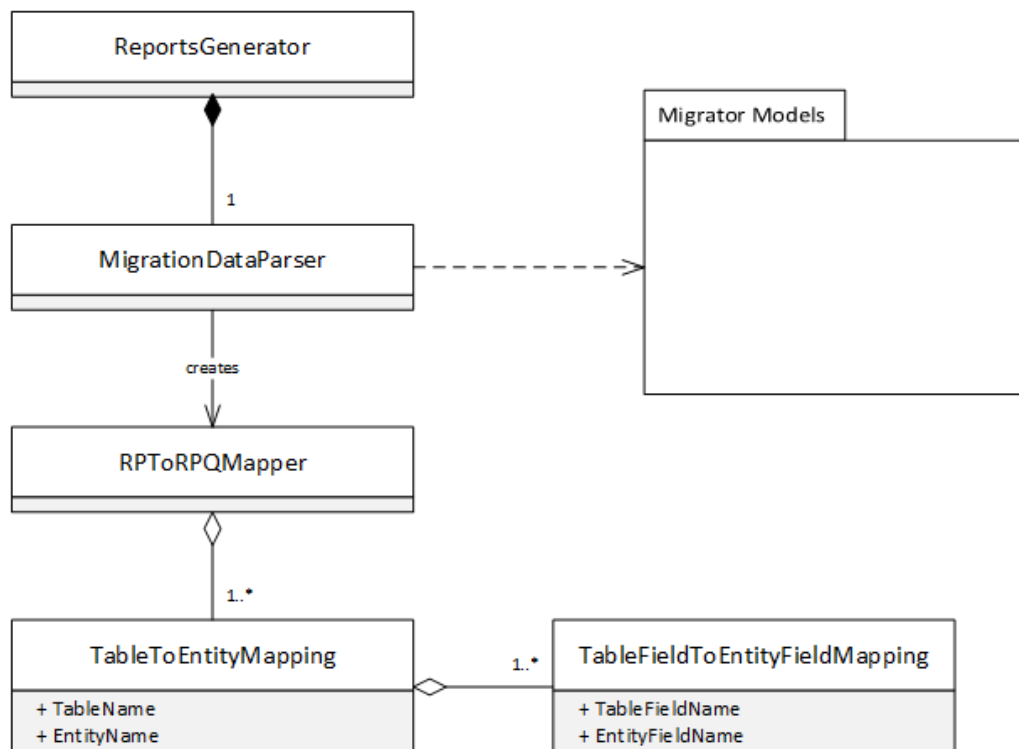 ReportsGenerator
Migrator Models
1
MigrationDataParser
creates
RPToRPQMapper
1..*
TableToEntityMapping
+ TableName
+ EntityName
1..*
TableFieldToEntityFieldMapping
+ TableFieldName
+ EntityFieldName